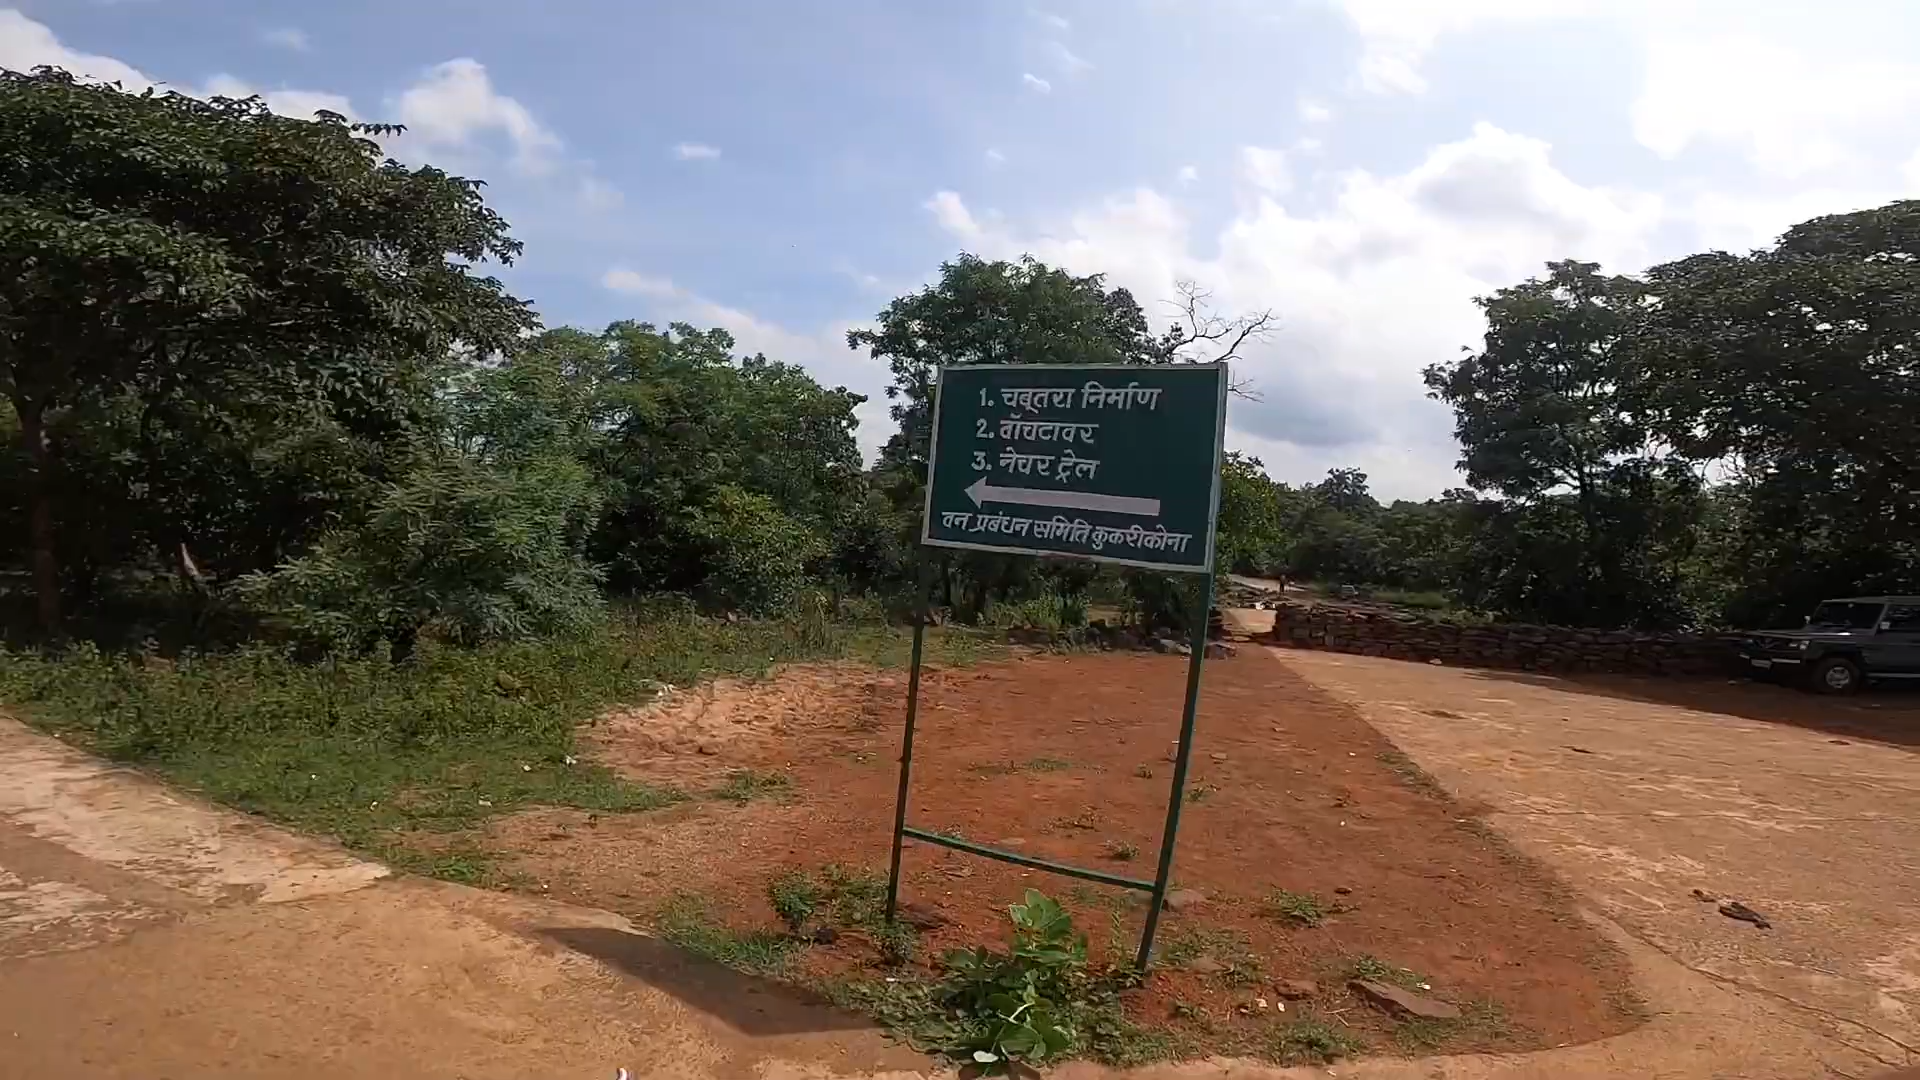 1. चबूतरा निर्माण
2. वॉचटावर
3. नेचर ट्रेल
वन प्रबंधन समिति कुकरीकोना